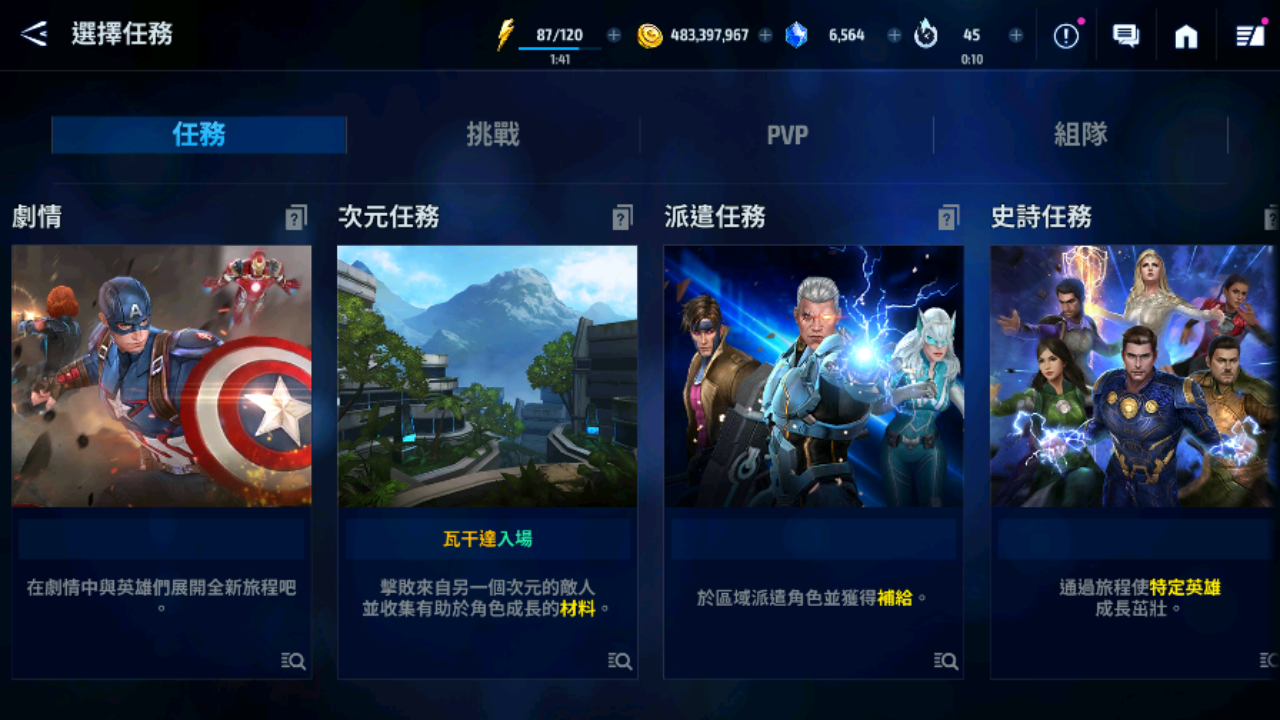 選擇任務
87/120
1:41
483,397,967
6,564
45
0:10
任務
挑戰
PVP
組隊
劇情
次元任務
派遣任務
史詩任務
瓦干達入場
在劇情中與英雄們展開全新旅程吧
。
擊敗來自另一個次元的敵人
並收集有助於角色成長的材料。
於區域派遣角色並獲得補給。
通過旅程使特定英雄
成長茁壯。